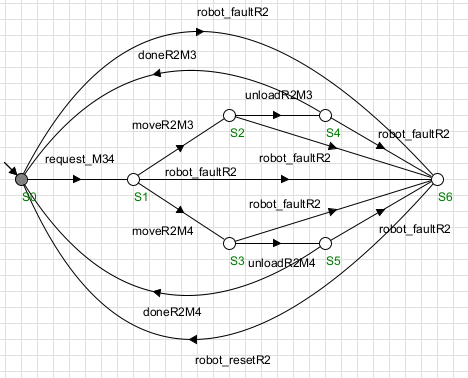 robot_faultR2
doneR2M3
unloadR2M3
moveR2M3
S2
S4
robot_faultR2
request_M34
robot_faultR2
robot_faultR2
S0
S1
S6
robot_faultR2
moveR2M4
robot_faultR2
S3
unloadR2M4
S5
doneR2M4
robot_resetR2